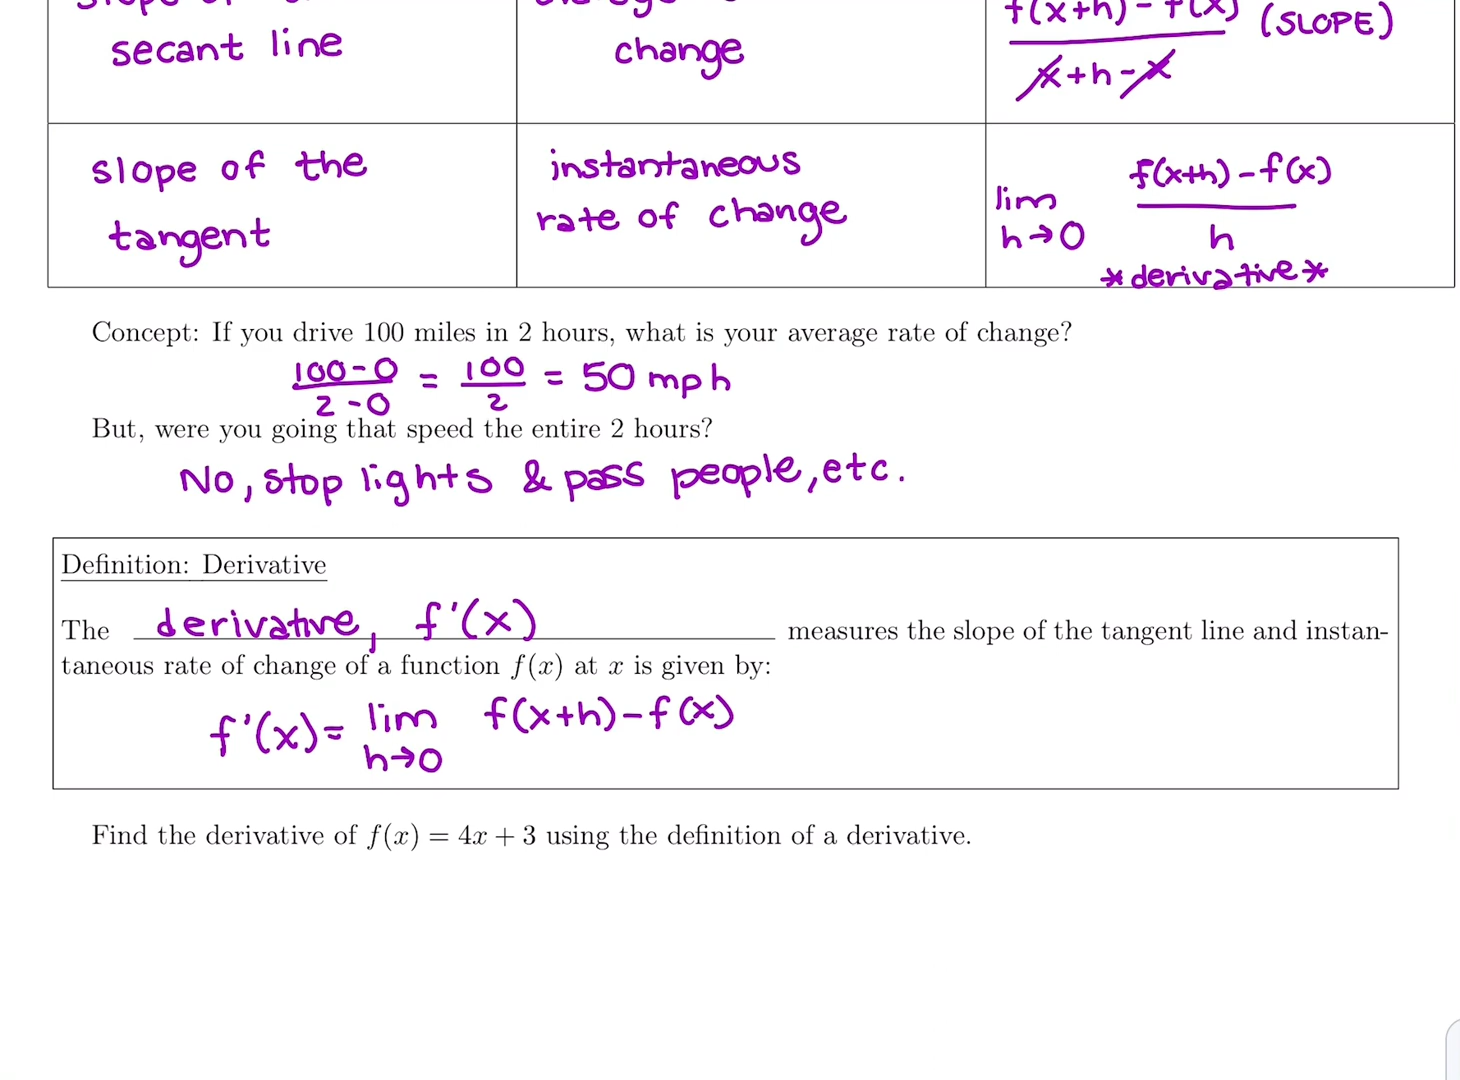 secant line
change
f(x+h) - f(x) (SLOPE)
x+h-x
slope of the
tangent
instantaneous
rate of change
lim h→0 f(x+h)-f(x) / h
*derivative*
Concept: If you drive 100 miles in 2 hours, what is your average rate of change?
100-0 / 2-0 = 100 / 2 = 50 mph
But, were you going that speed the entire 2 hours?
No, stop lights & pass people, etc.
Definition: Derivative
The derivative, f'(x) measures the slope of the tangent line and instan-
taneous rate of change of a function f(x) at x is given by:
f'(x)= lim h→0 f(x+h)-f(x)
Find the derivative of f(x) = 4x + 3 using the definition of a derivative.